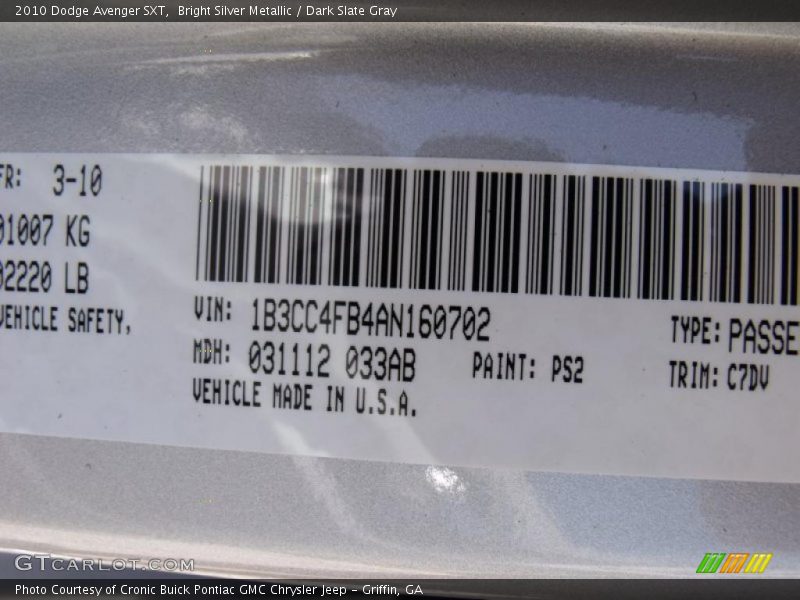 2010 Dodge Avenger SXT,  Bright Silver Metallic / Dark Slate Gray
FR: 3-10
01007 KG
02220 LB
VEHICLE SAFETY,
VIN: 1B3CC4FB4AN160702
MDH: 031112 033AB
PAINT: PS2
VEHICLE MADE IN U.S.A.
TYPE: PASSE
TRIM: C7DV
GTCARLOT.COM
Photo Courtesy of Cronic Buick Pontiac GMC Chrysler Jeep - Griffin, GA